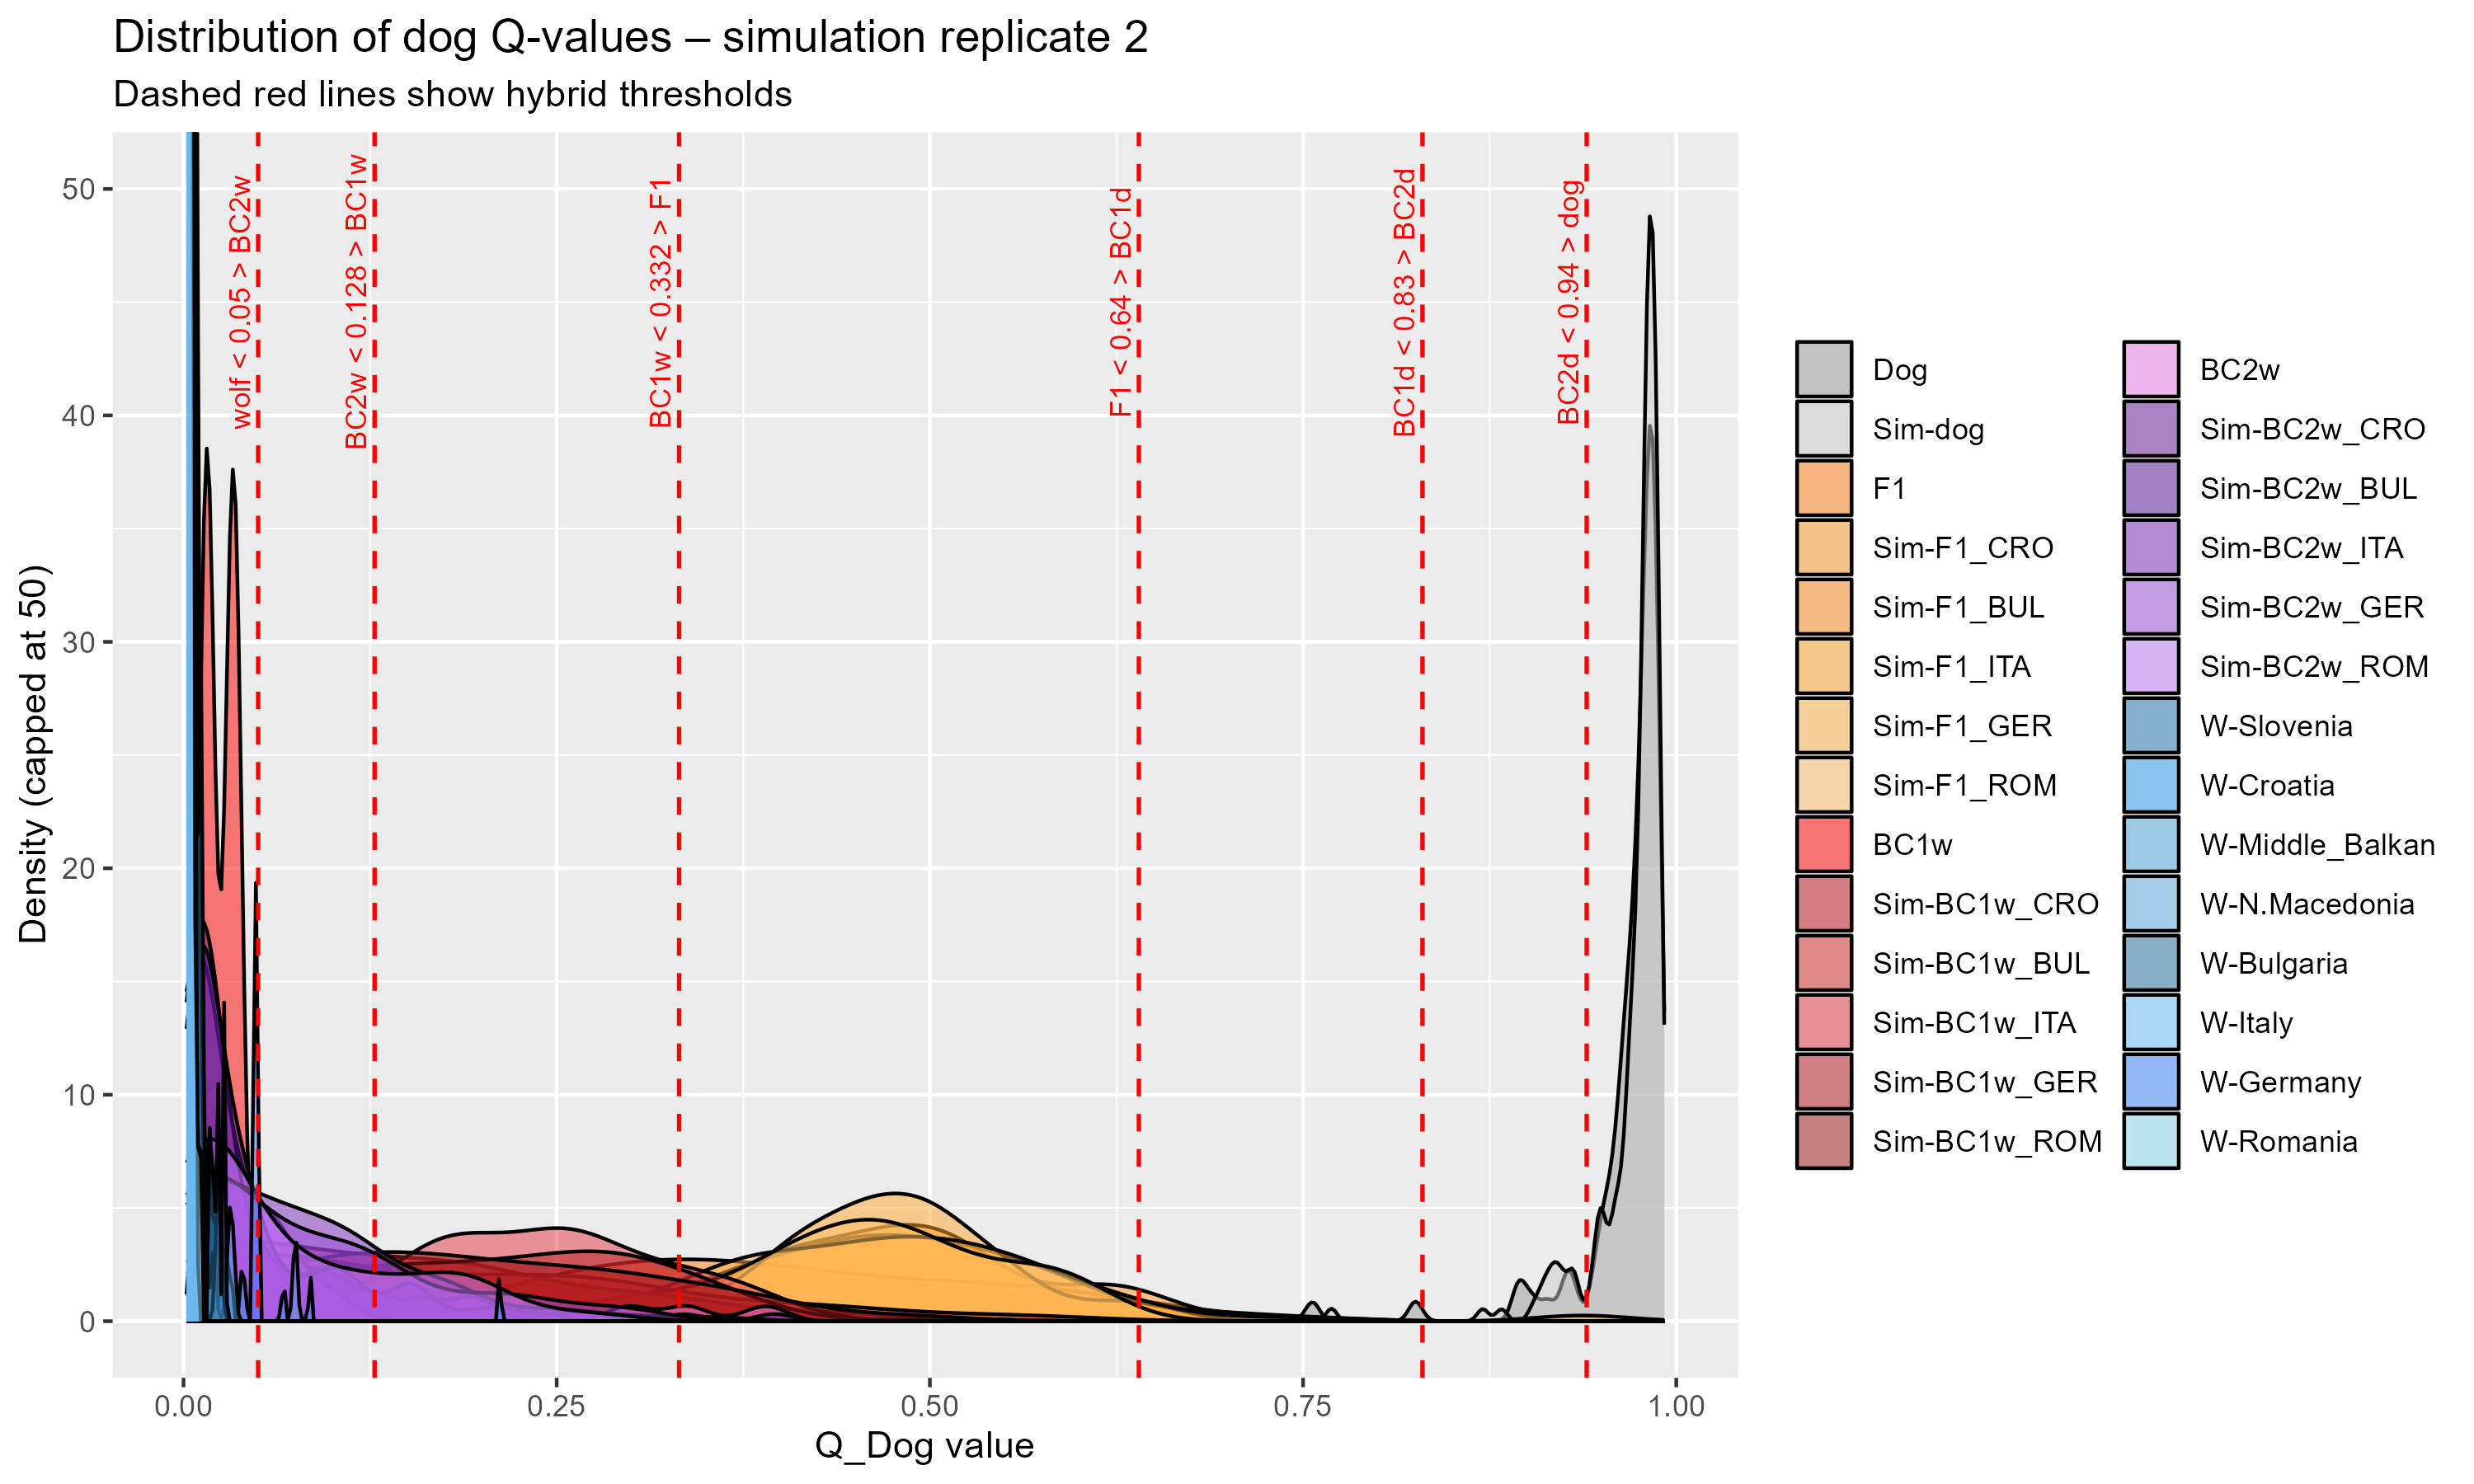 Distribution of dog Q-values – simulation replicate 2
Dashed red lines show hybrid thresholds
Density (capped at 50)
50
40
30
20
10
0
wolf < 0.05 > BC2w
BC2w < 0.128 > BC1w
BC1w < 0.332 > F1
F1 < 0.64 > BC1d
BC1d < 0.83 > BC2d
BC2d < 0.94 > dog
0.00
0.25
0.50
0.75
1.00
Q_Dog value
Dog
Sim-dog
F1
Sim-F1_CRO
Sim-F1_BUL
Sim-F1_ITA
Sim-F1_GER
Sim-F1_ROM
BC1w
Sim-BC1w_CRO
Sim-BC1w_BUL
Sim-BC1w_ITA
Sim-BC1w_GER
Sim-BC1w_ROM
BC2w
Sim-BC2w_CRO
Sim-BC2w_BUL
Sim-BC2w_ITA
Sim-BC2w_GER
Sim-BC2w_ROM
W-Slovenia
W-Croatia
W-Middle_Balkan
W-N.Macedonia
W-Bulgaria
W-Italy
W-Germany
W-Romania